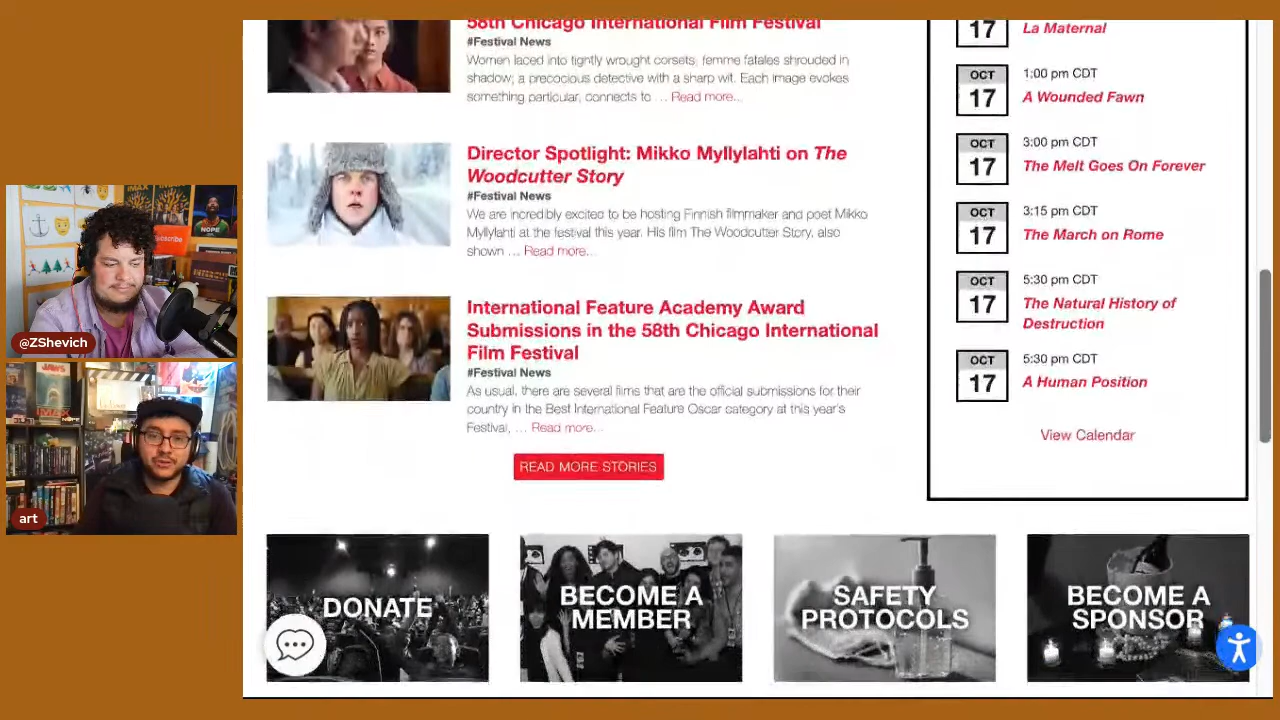 IMAX
Subscribe
NOPE
@ZShevich
JAWS
IMAX
art
58th Chicago International Film Festival
#Festival News
Women laced into tightly wrought corsets, femme fatales shrouded in
shadow; a precocious detective with a sharp wit. Each image evokes
something particular, connects to … Read more...
Director Spotlight: Mikko Myllylahti on The
Woodcutter Story
#Festival News
We are incredibly excited to be hosting Finnish filmmaker and poet Mikko
Myllylahti at the festival this year. His film The Woodcutter Story, also
shown … Read more...
International Feature Academy Award
Submissions in the 58th Chicago International
Film Festival
#Festival News
As usual, there are several films that are the official submissions for their
country in the Best International Feature Oscar category at this year's
Festival, … Read more...
READ MORE STORIES
17
La Maternal
OCT
17
1:00 pm CDT
A Wounded Fawn
OCT
17
3:00 pm CDT
The Melt Goes On Forever
OCT
17
3:15 pm CDT
The March on Rome
OCT
17
5:30 pm CDT
The Natural History of
Destruction
OCT
17
5:30 pm CDT
A Human Position
View Calendar
DONATE
BECOME A
MEMBER
SAFETY
PROTOCOLS
BECOME A
SPONSOR